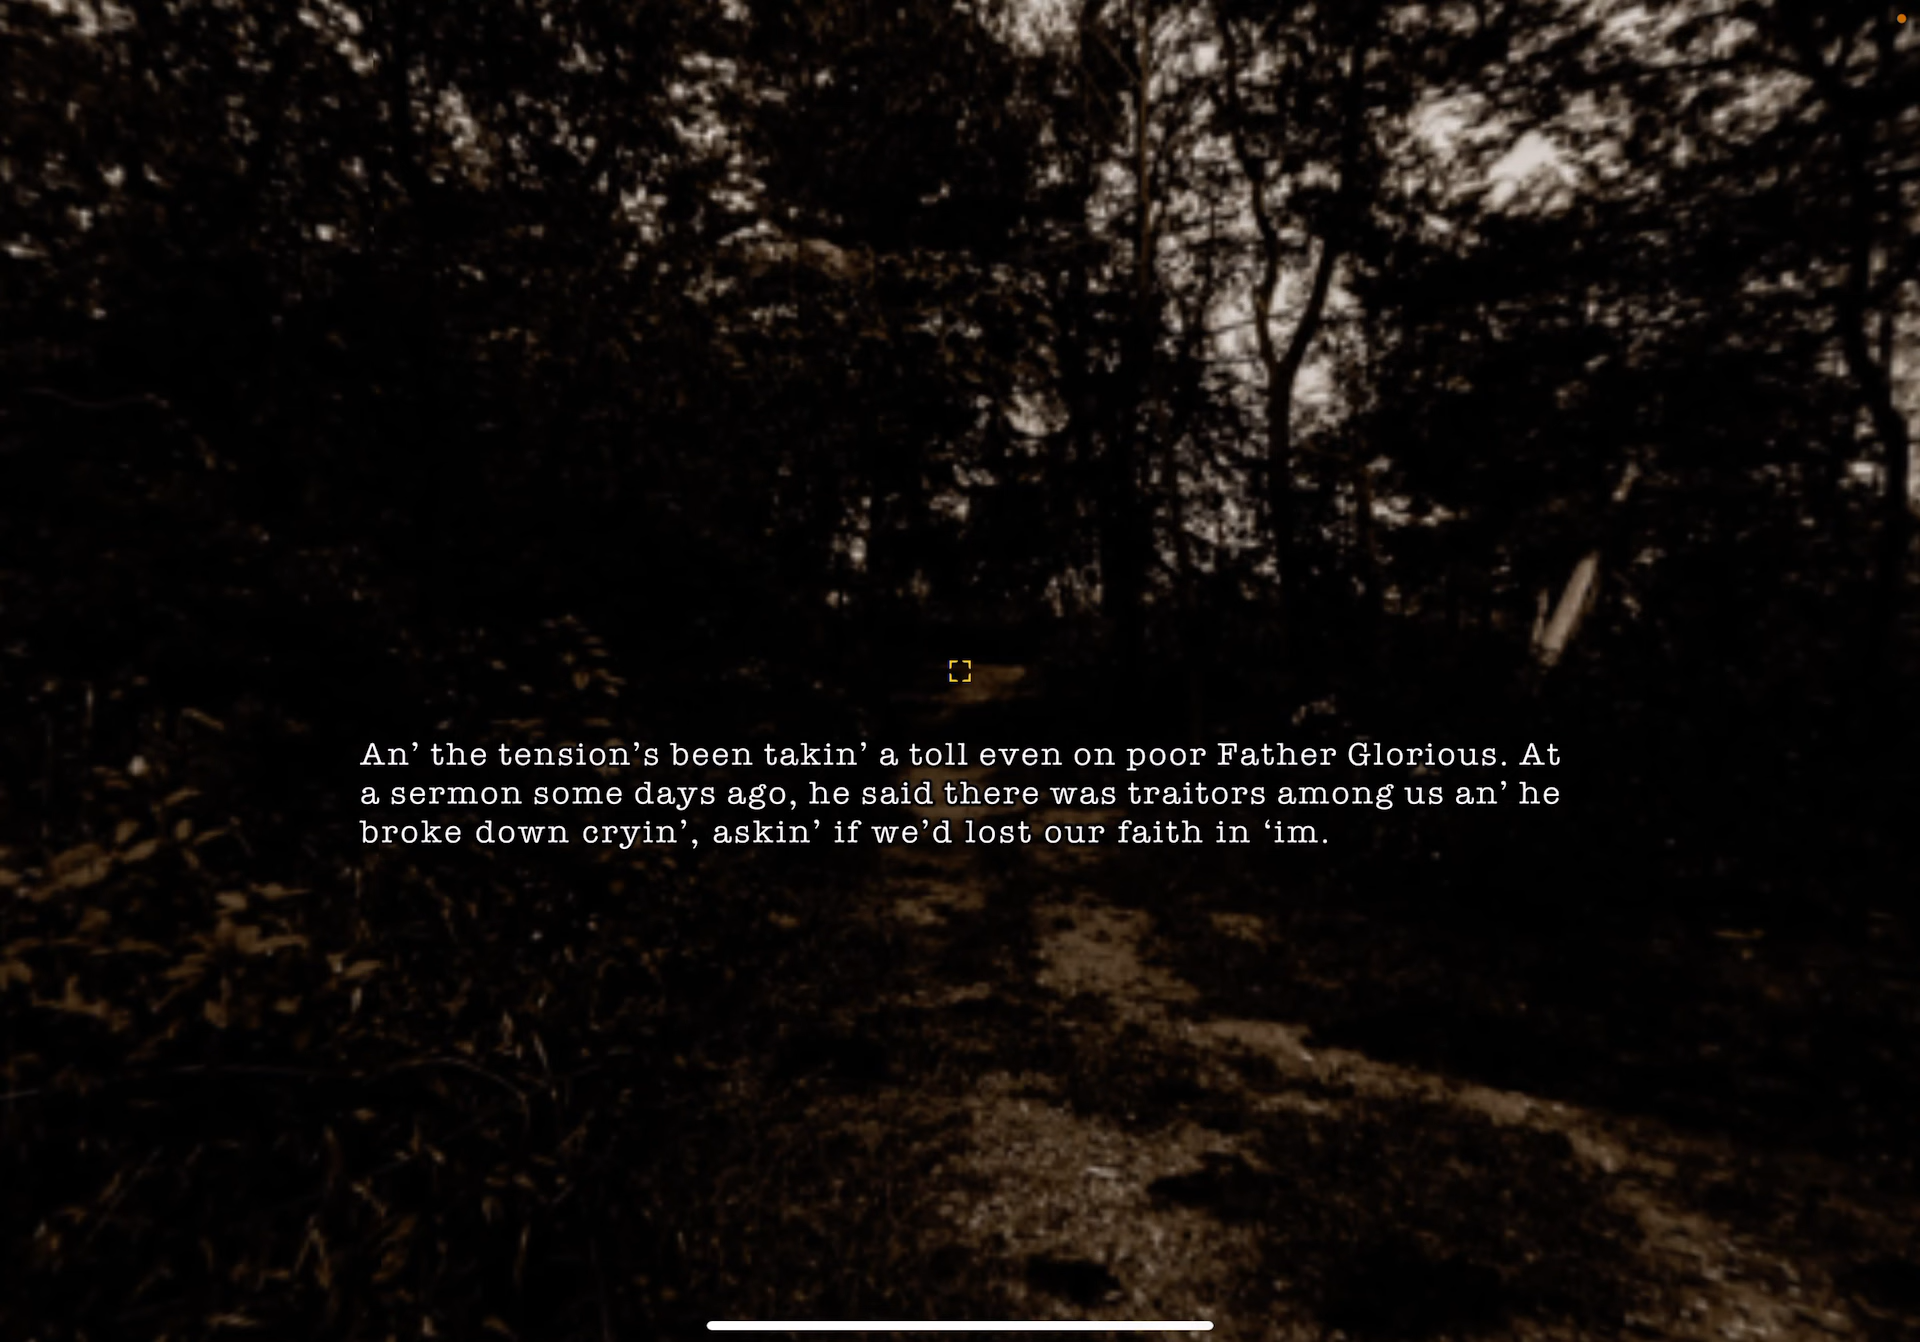 An’ the tension’s been takin’ a toll even on poor Father Glorious. At
a sermon some days ago, he said there was traitors among us an’ he
broke down cryin’, askin’ if we’d lost our faith in ‘im.